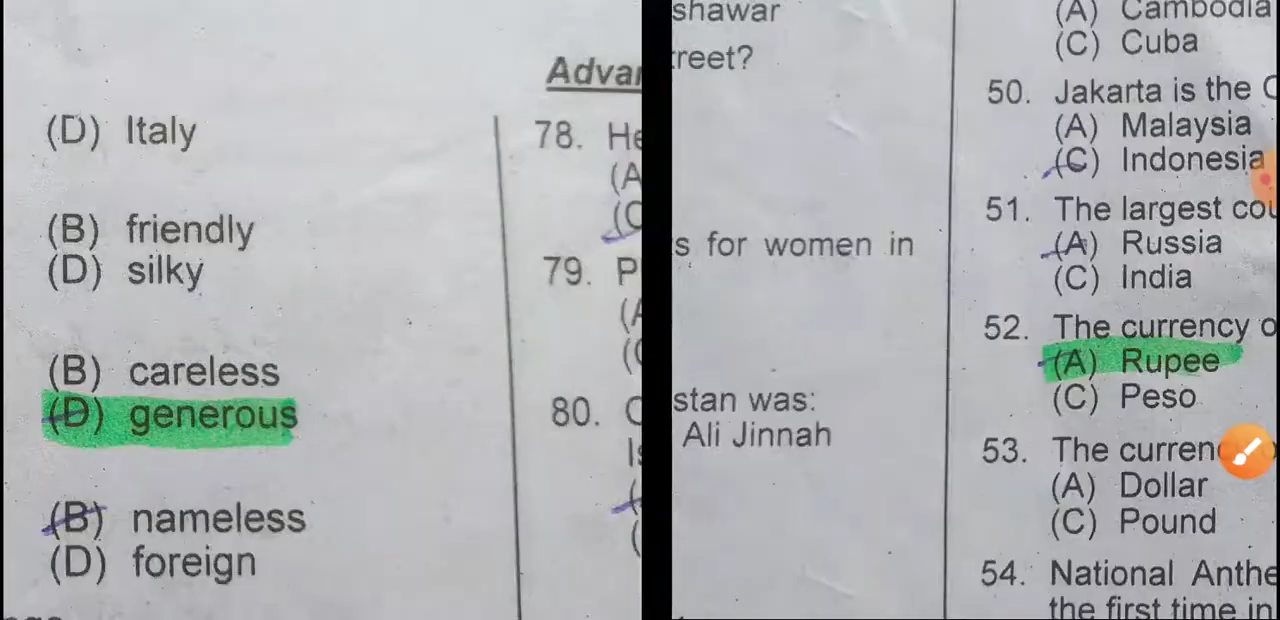 (D) Italy
(B) friendly
(D) silky
(B) careless
(D) generous
(B) nameless
(D) foreign
Advar
78. He
(A
(C
79. P
(A
(C
80. C
Is
(
(
shawar
reet?
s for women in
stan was:
Ali Jinnah
(A) Cambodia
(C) Cuba
50. Jakarta is the C
(A) Malaysia
(C) Indonesia
51. The largest cou
(A) Russia
(C) India
52. The currency o
(A) Rupee
(C) Peso
53. The curren
(A) Dollar
(C) Pound
54. National Anthe
the first time in